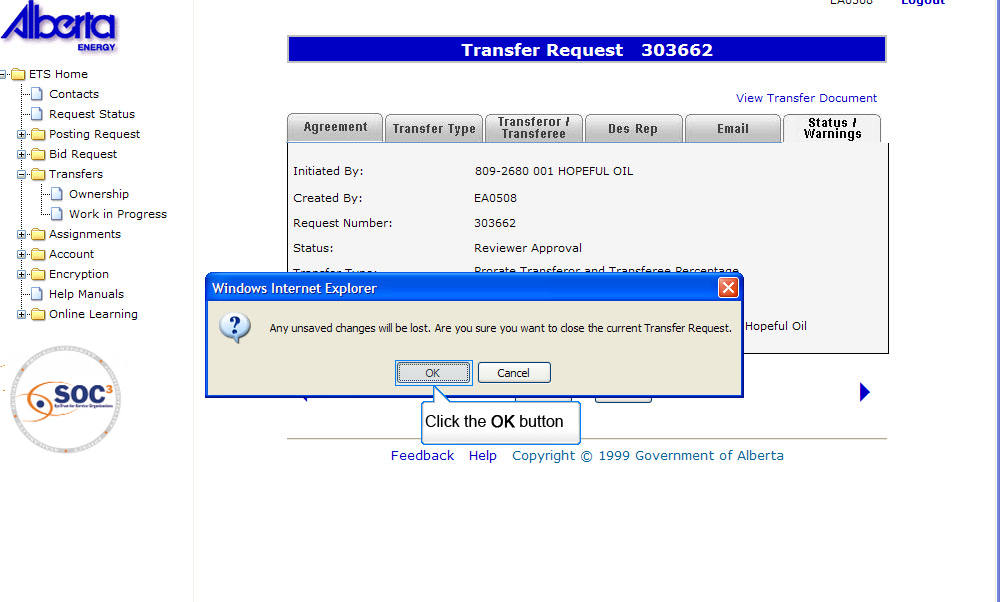 EA0508 Logout
Alberta
ENERGY
Transfer Request 303662
ETS Home
Contacts
Request Status
Posting Request
Bid Request
Transfers
Ownership
Work in Progress
Assignments
Account
Encryption
Help Manuals
Online Learning
SOC3
View Transfer Document
Agreement
Transfer Type
Transferor /
Transferee
Des Rep
Email
Status /
Warnings
Initiated By: 809-2680 001 HOPEFUL OIL
Created By: EA0508
Request Number: 303662
Status: Reviewer Approval
Transfer Type: Prorate Transferor and Transferee Percentage
Windows Internet Explorer
Any unsaved changes will be lost. Are you sure you want to close the current Transfer Request.
Hopeful Oil
OK
Cancel
Click the OK button
Feedback Help Copyright © 1999 Government of Alberta